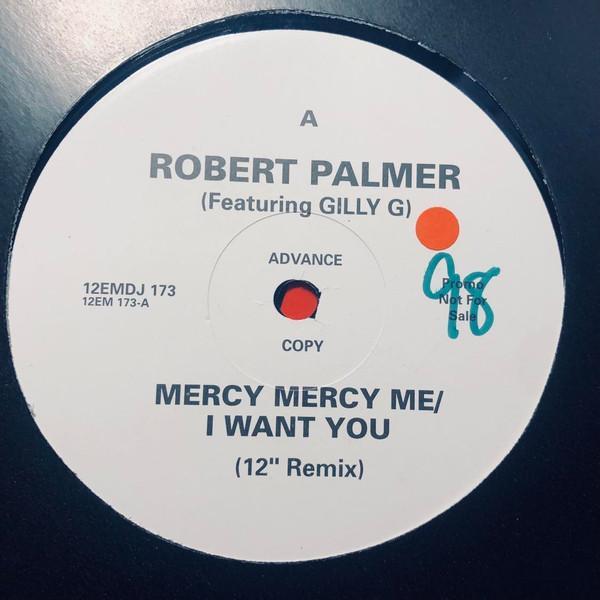 A
ROBERT PALMER
(Featuring GILLY G)
ADVANCE
12EMDJ 173
12EM 173-A
Promo
Not For
Sale
98
COPY
MERCY MERCY ME/
I WANT YOU
(12" Remix)